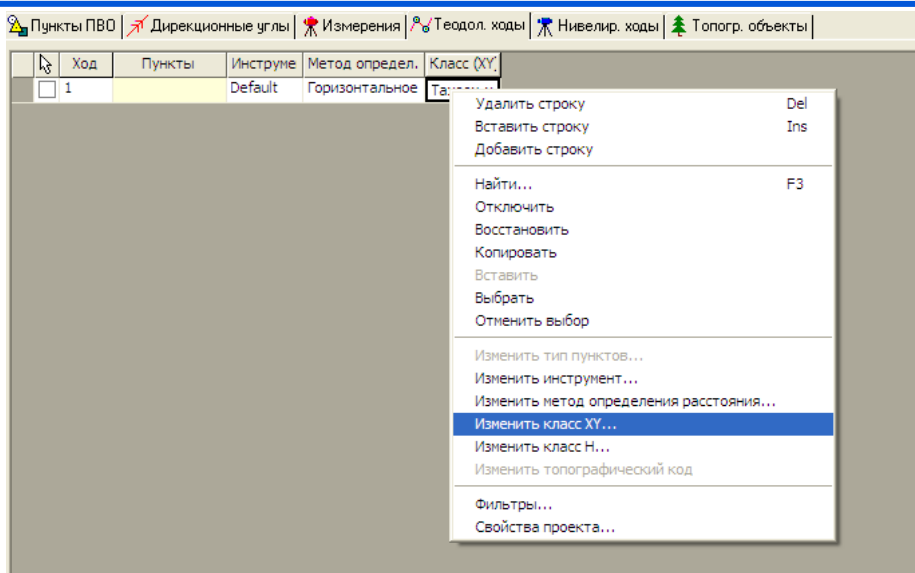 Пункты ПВО Дирекционные углы Измерения Теодол. ходы Нивелир. ходы Топогр. объекты
Ход Пункты Инструме Метод определ. Класс (XY)
1 Default Горизонтальное
Удалить строку Del
Вставить строку Ins
Добавить строку
Найти... F3
Отключить
Восстановить
Копировать
Вставить
Выбрать
Отменить выбор
Изменить тип пунктов...
Изменить инструмент...
Изменить метод определения расстояния...
Изменить класс XY...
Изменить класс H...
Изменить топографический код
Фильтры...
Свойства проекта...